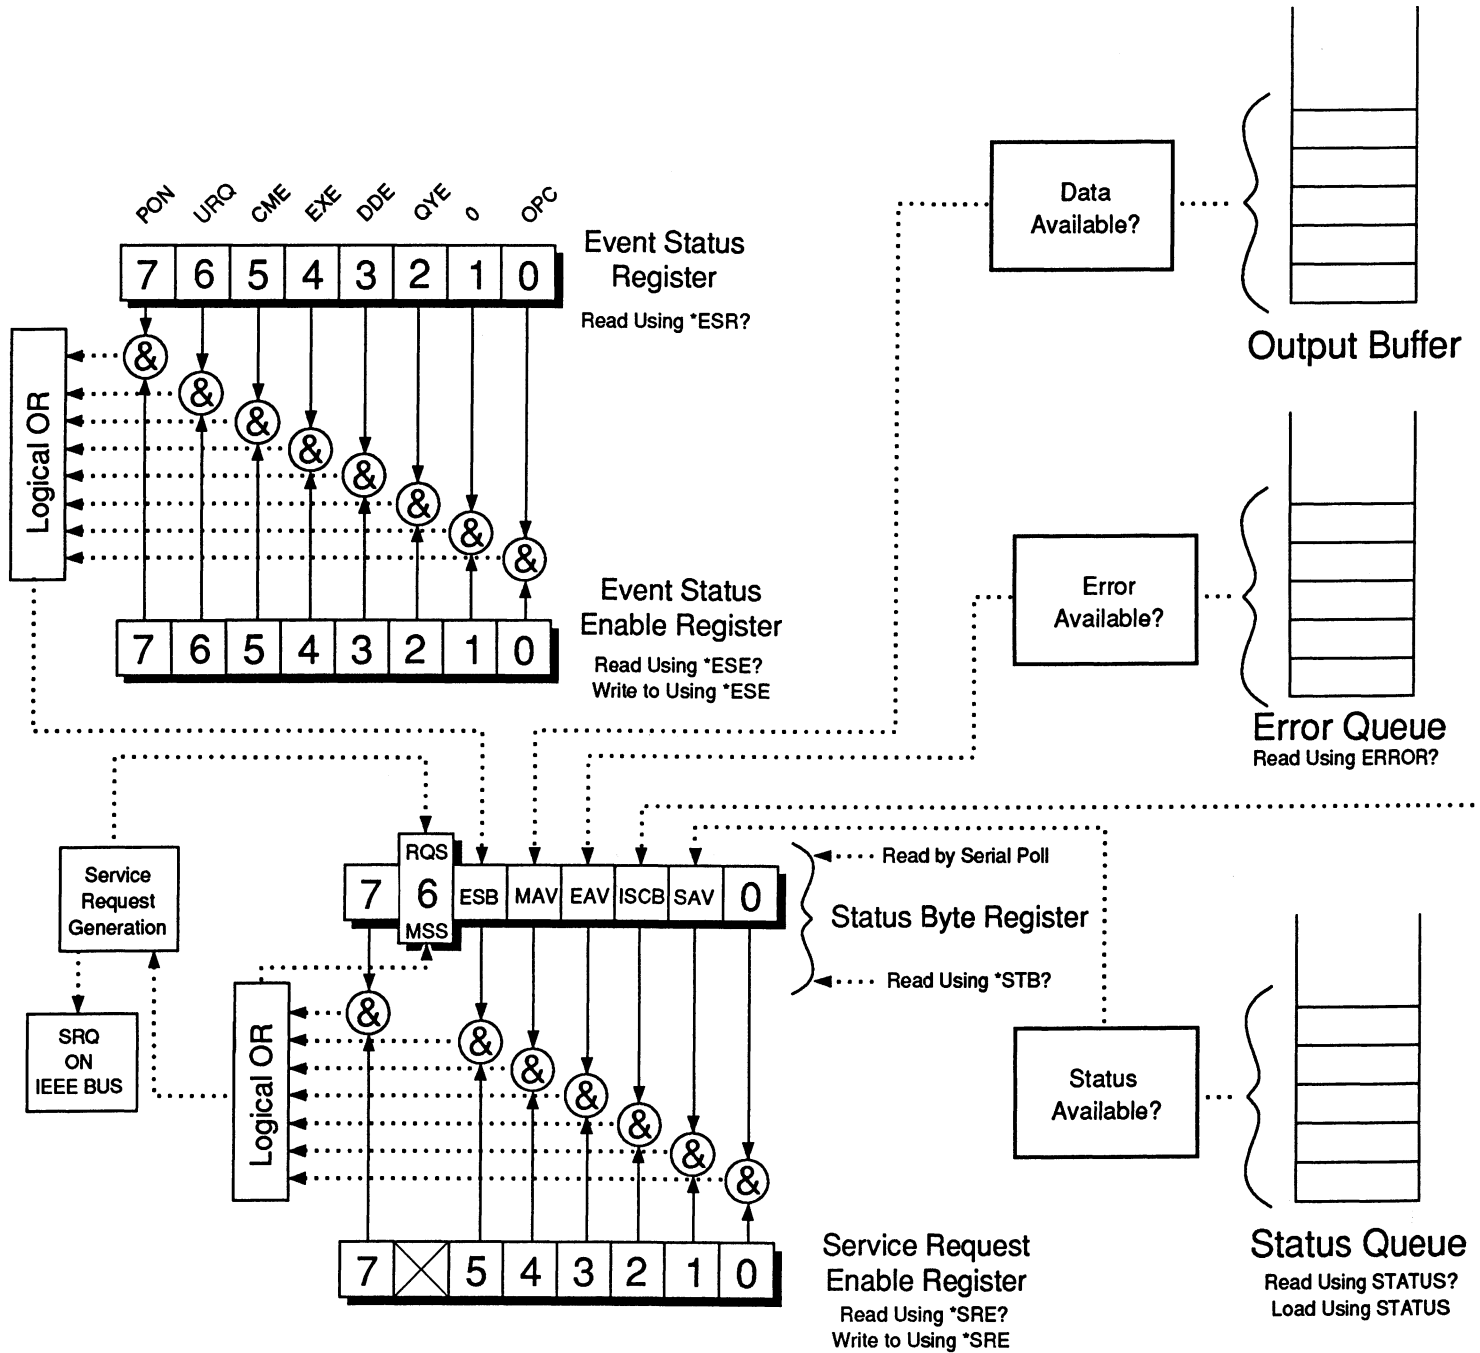 PON URQ CME EXE DDE QYE 0 OPC
7 6 5 4 3 2 1 0
Event Status
Register
Read Using *ESR?
& & & & & & & &
Logical OR
Event Status
Enable Register
Read Using *ESE?
Write to Using *ESE
7 6 5 4 3 2 1 0
Data
Available?
Output Buffer
Error
Available?
Error Queue
Read Using ERROR?
Service
Request
Generation
SRQ
ON
IEEE BUS
RQS
7 6 ESB MAV EAV ISCB SAV 0
MSS
Read by Serial Poll
Status Byte Register
Read Using *STB?
& & & & & & &
Logical OR
7 5 4 3 2 1 0
Service Request
Enable Register
Read Using *SRE?
Write to Using *SRE
Status
Available?
Status Queue
Read Using STATUS?
Load Using STATUS